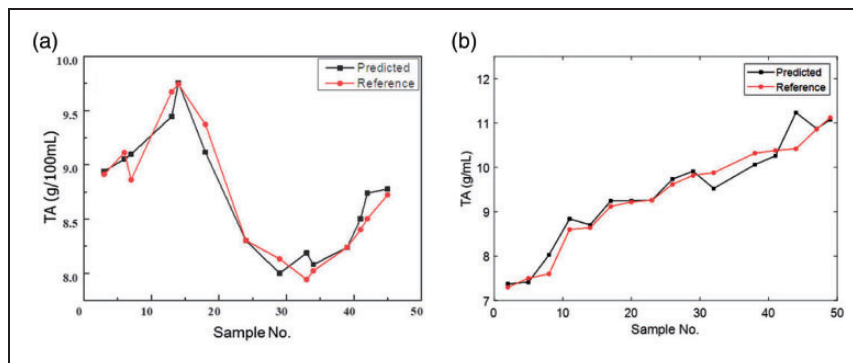 (a)
Predicted
Reference
10.0
9.5
9.0
8.5
8.0
TA (g/100mL)
0 10 20 30 40 50
Sample No.
(b)
Predicted
Reference
12
11
10
9
8
7
TA (g/mL)
0 10 20 30 40 50
Sample No.